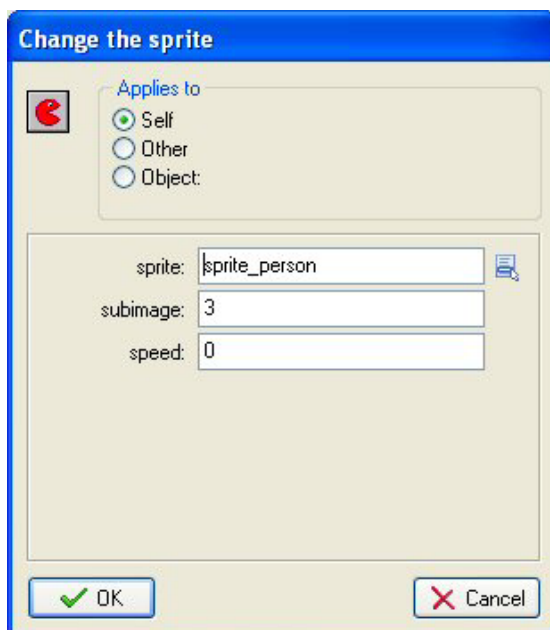 Change the sprite
Applies to
Self
Other
Object:
sprite: sprite_person
subimage: 3
speed: 0
OK Cancel